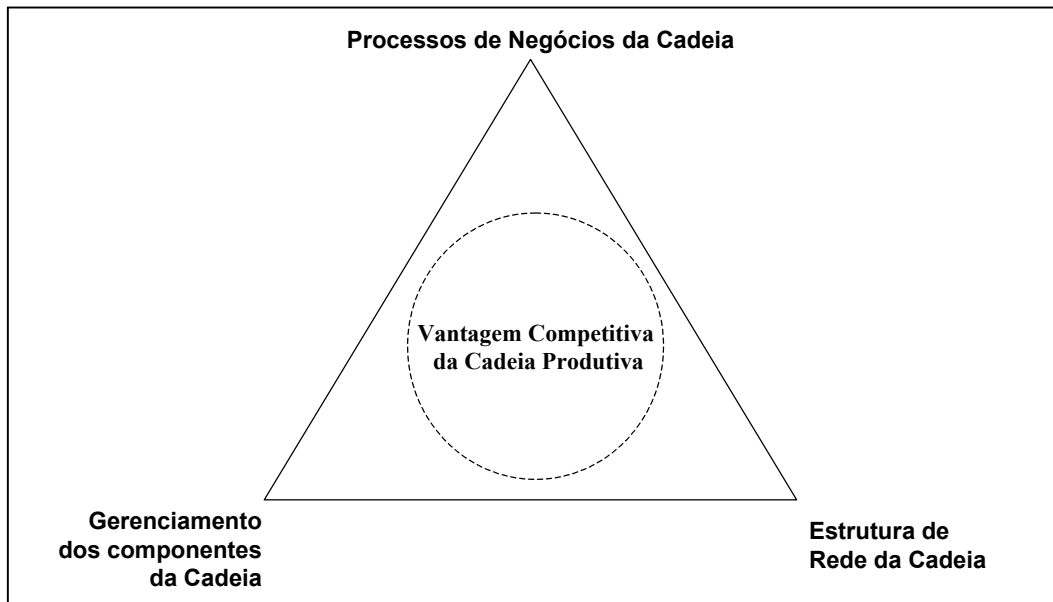 Processos de Negócios da Cadeia
Vantagem Competitiva
da Cadeia Produtiva
Gerenciamento
dos componentes
da Cadeia
Estrutura de
Rede da Cadeia